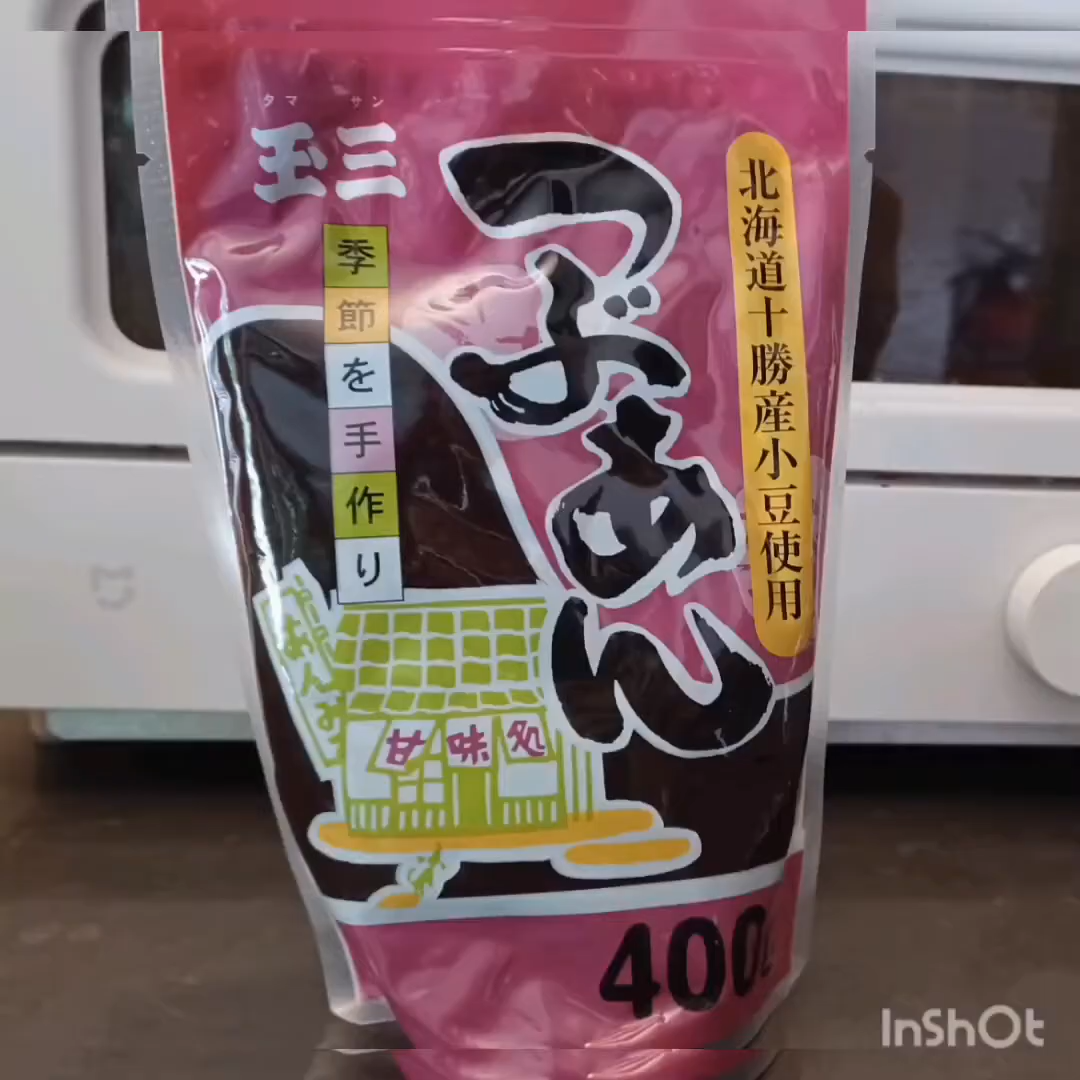 タマ サン
玉三
つぶあん
北海道十勝産小豆使用
季節を手作り
甘味処
400g
InShOt